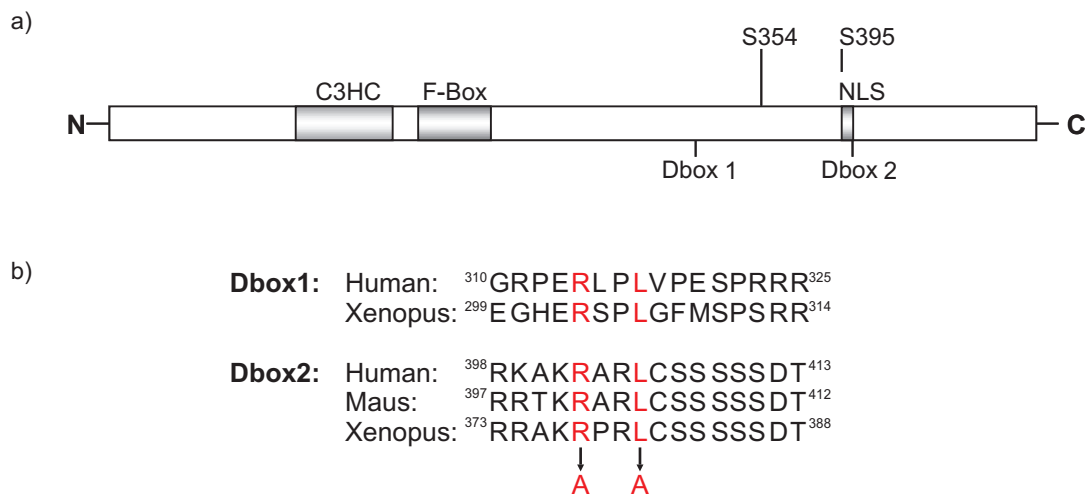 a)
S354 S395
C3HC F-Box NLS
N C
Dbox 1 Dbox 2
b)
Dbox1: Human: ³¹⁰GRPERLPLVPESPRRR³²⁵
Xenopus: ²⁹⁹EGHERSPLGFMSPSRR³¹⁴
Dbox2: Human: ³⁹⁸RKAKRARLCSSSSSDT⁴¹³
Maus: ³⁹⁷RRTKRARLCSSSSSDT⁴¹²
Xenopus: ³⁷³RRAKRPRLCSSSSSDT³⁸⁸
A A